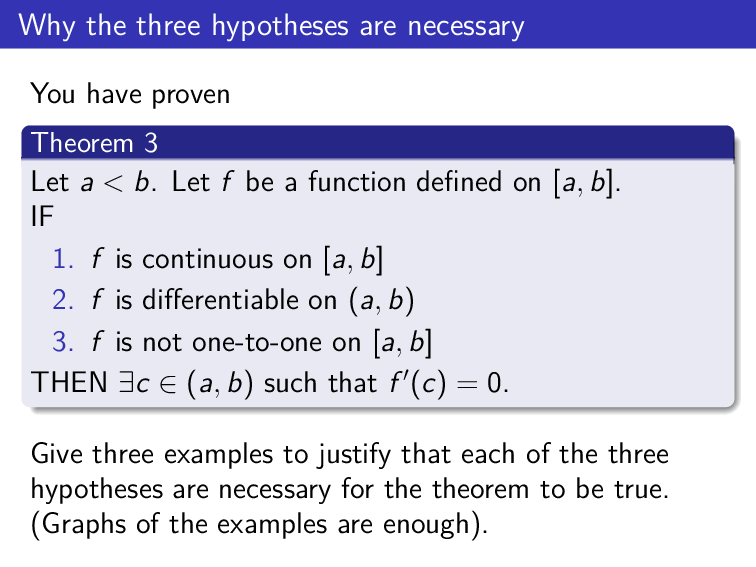 Why the three hypotheses are necessary
You have proven
Theorem 3
Let a < b. Let f be a function defined on [a, b].
IF
1. f is continuous on [a, b]
2. f is differentiable on (a, b)
3. f is not one-to-one on [a, b]
THEN ∃c ∈ (a, b) such that f′(c) = 0.
Give three examples to justify that each of the three
hypotheses are necessary for the theorem to be true.
(Graphs of the examples are enough).